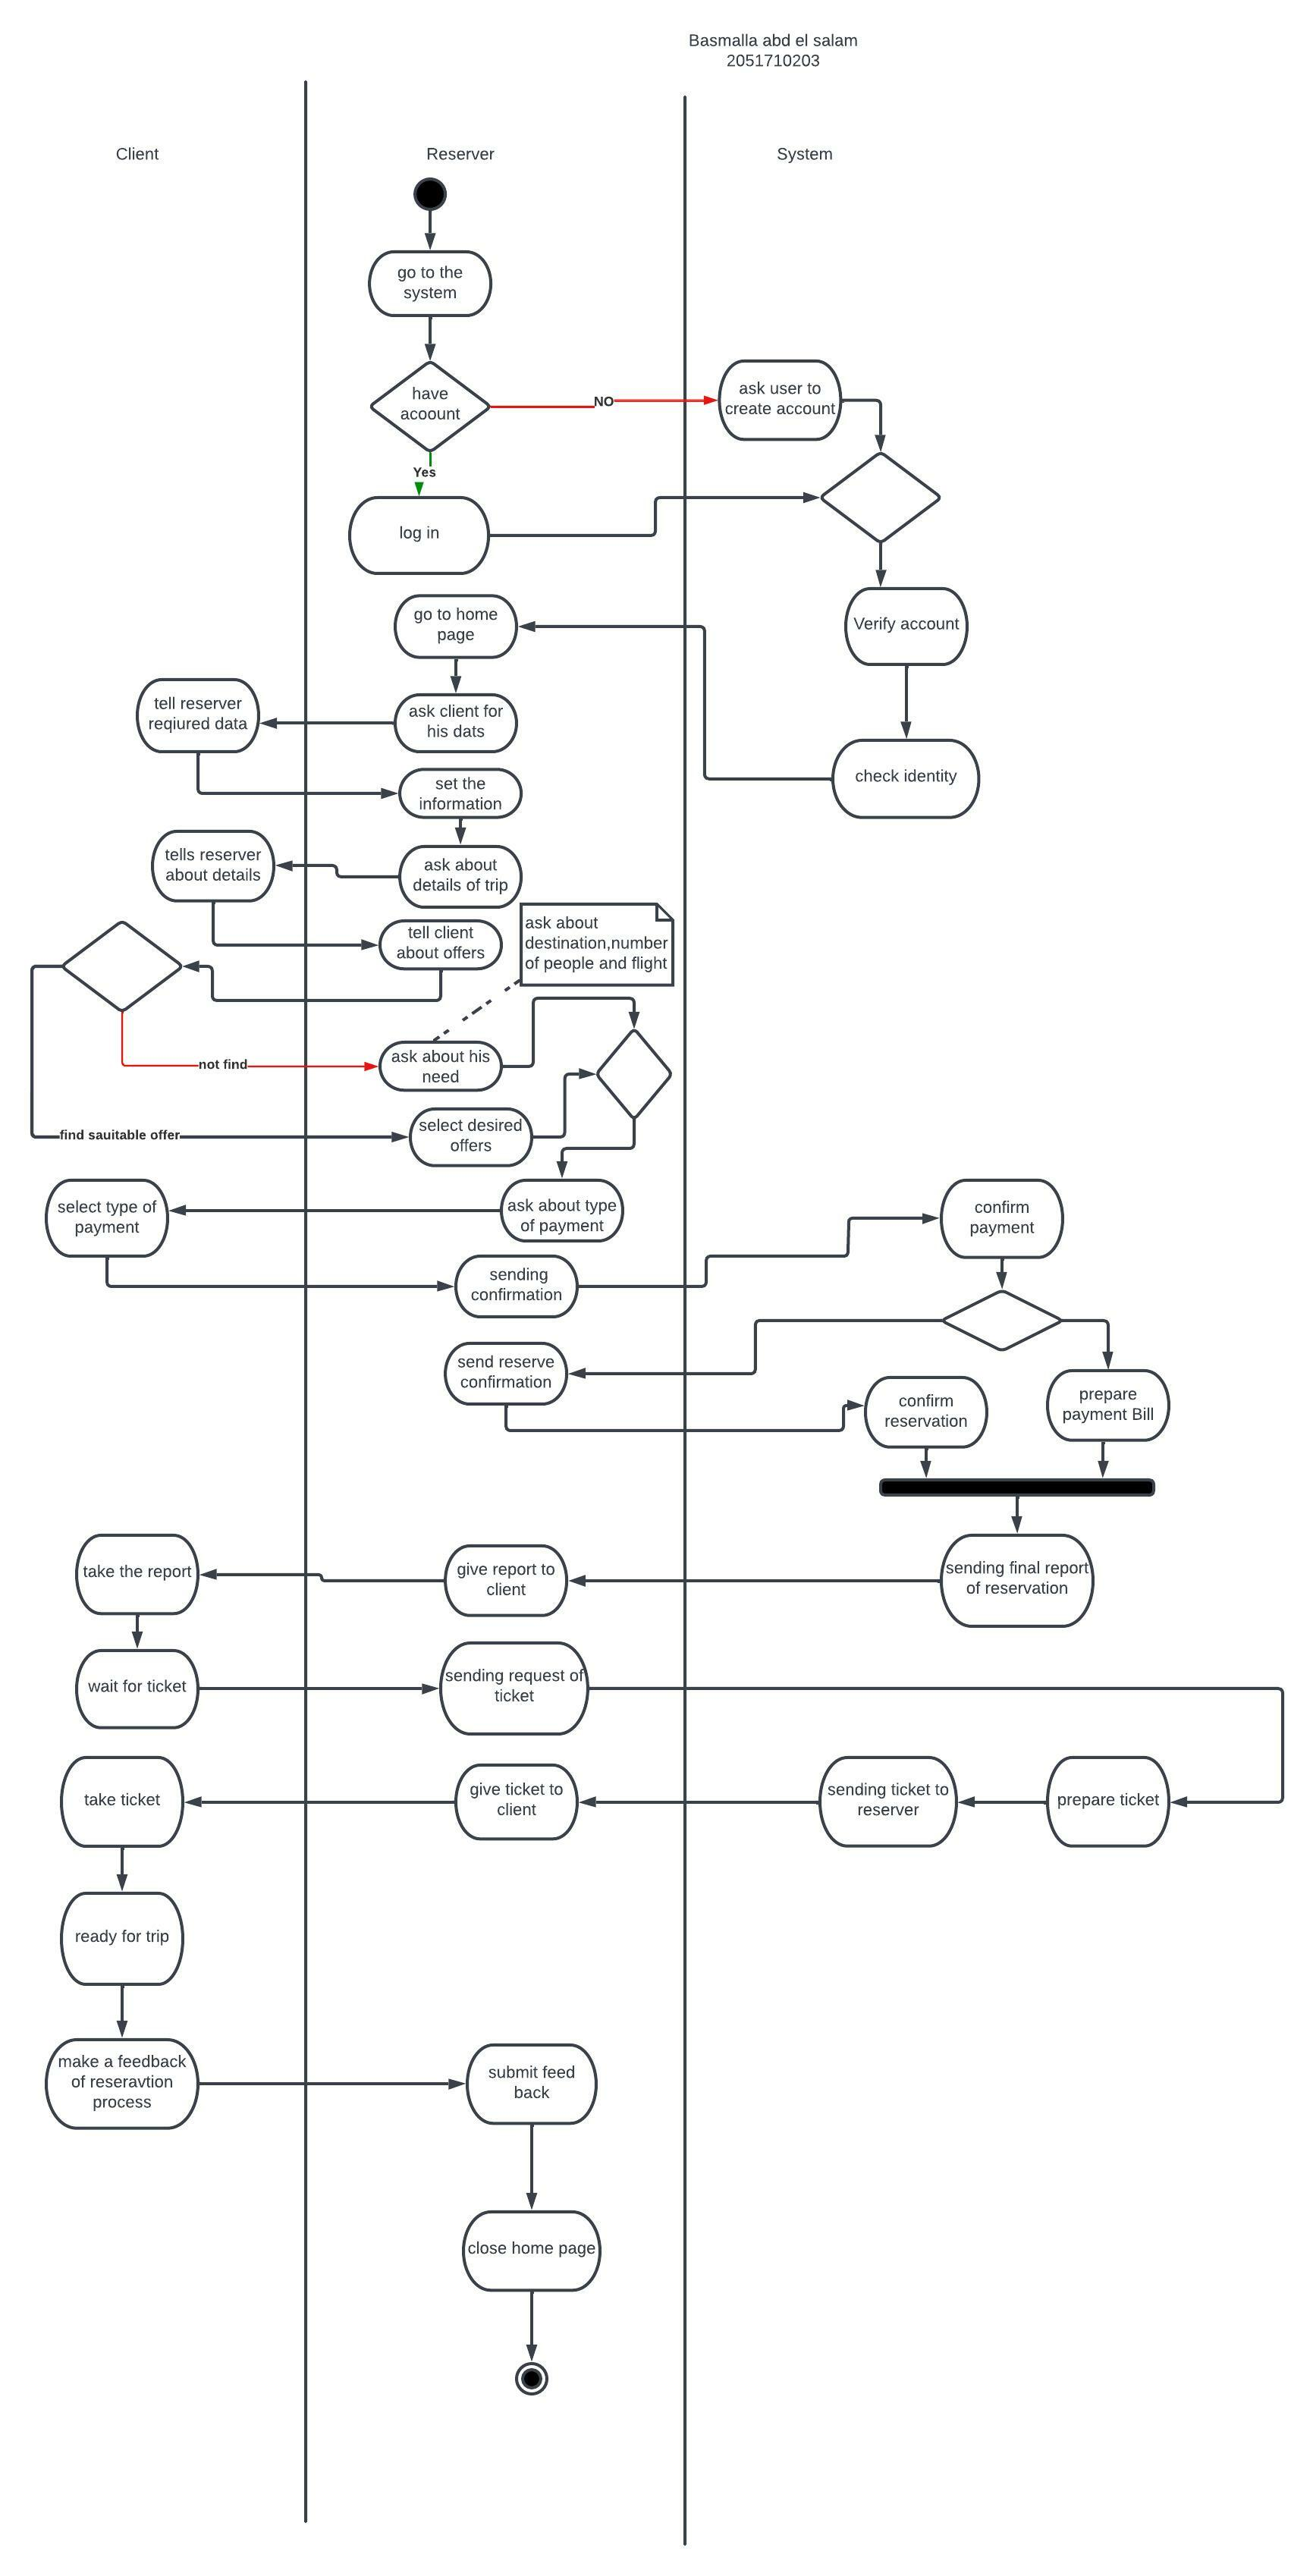 Basmalla abd el salam
2051710203
Client
Reserver
System
go to the
system
have
acoount
NO
ask user to
create account
Yes
log in
go to home
page
Verify account
tell reserver
reqiured data
ask client for
his dats
check identity
set the
information
tells reserver
about details
ask about
details of trip
tell client
about offers
ask about
destination,number
of people and flight
not find
ask about his
need
find sauitable offer
select desired
offers
select type of
payment
ask about type
of payment
confirm
payment
sending
confirmation
send reserve
confirmation
confirm
reservation
prepare
payment Bill
take the report
give report to
client
sending final report
of reservation
wait for ticket
sending request of
ticket
take ticket
give ticket to
client
sending ticket to
reserver
prepare ticket
ready for trip
make a feedback
of reseravtion
process
submit feed
back
close home page